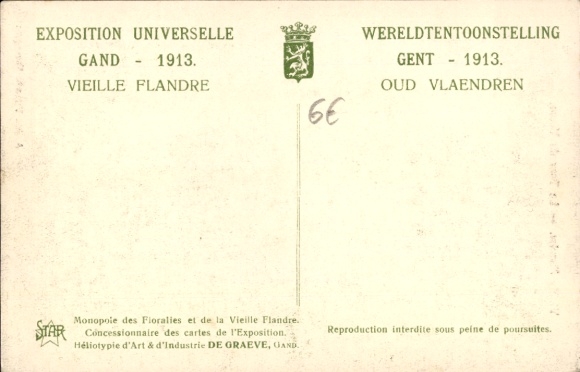 EXPOSITION UNIVERSELLE
GAND - 1913.
VIEILLE FLANDRE
WERELDTENTOONSTELLING
GENT - 1913.
OUD VLAENDREN
6€
STAR
Monopole des Floralies et de la Vieille Flandre.
Concessionnaire des cartes de l'Exposition. -
Héliotypie d'Art & d'Industrie DE GRAEVE, GAND.
Reproduction interdite sous peine de poursuites.